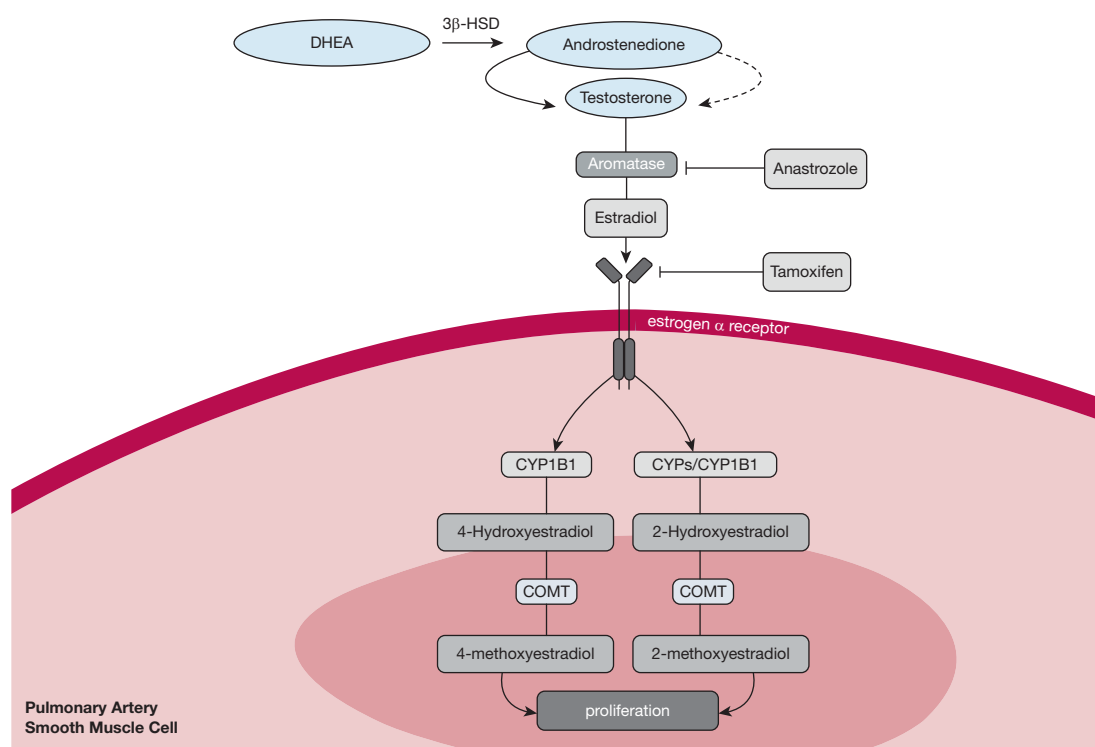 3β-HSD
DHEA
Androstenedione
Testosterone
Aromatase
Anastrozole
Estradiol
Tamoxifen
estrogen α receptor
CYP1B1
CYPs/CYP1B1
4-Hydroxyestradiol
2-Hydroxyestradiol
COMT
COMT
4-methoxyestradiol
2-methoxyestradiol
proliferation
Pulmonary Artery
Smooth Muscle Cell